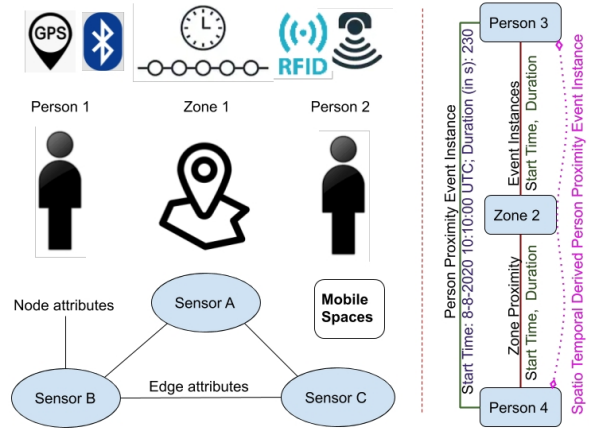 GPS
RFID
Person 1
Zone 1
Person 2
Node attributes
Sensor A
Mobile
Spaces
Sensor B
Edge attributes
Sensor C
Person 3
Person Proximity Event Instance
Start Time: 8-8-2020 10:10:00 UTC; Duration (in s): 230
Event Instances
Start Time, Duration
Zone 2
Zone Proximity
Start Time, Duration
Spatio Temporal Derived Person Proximity Event Instance
Person 4